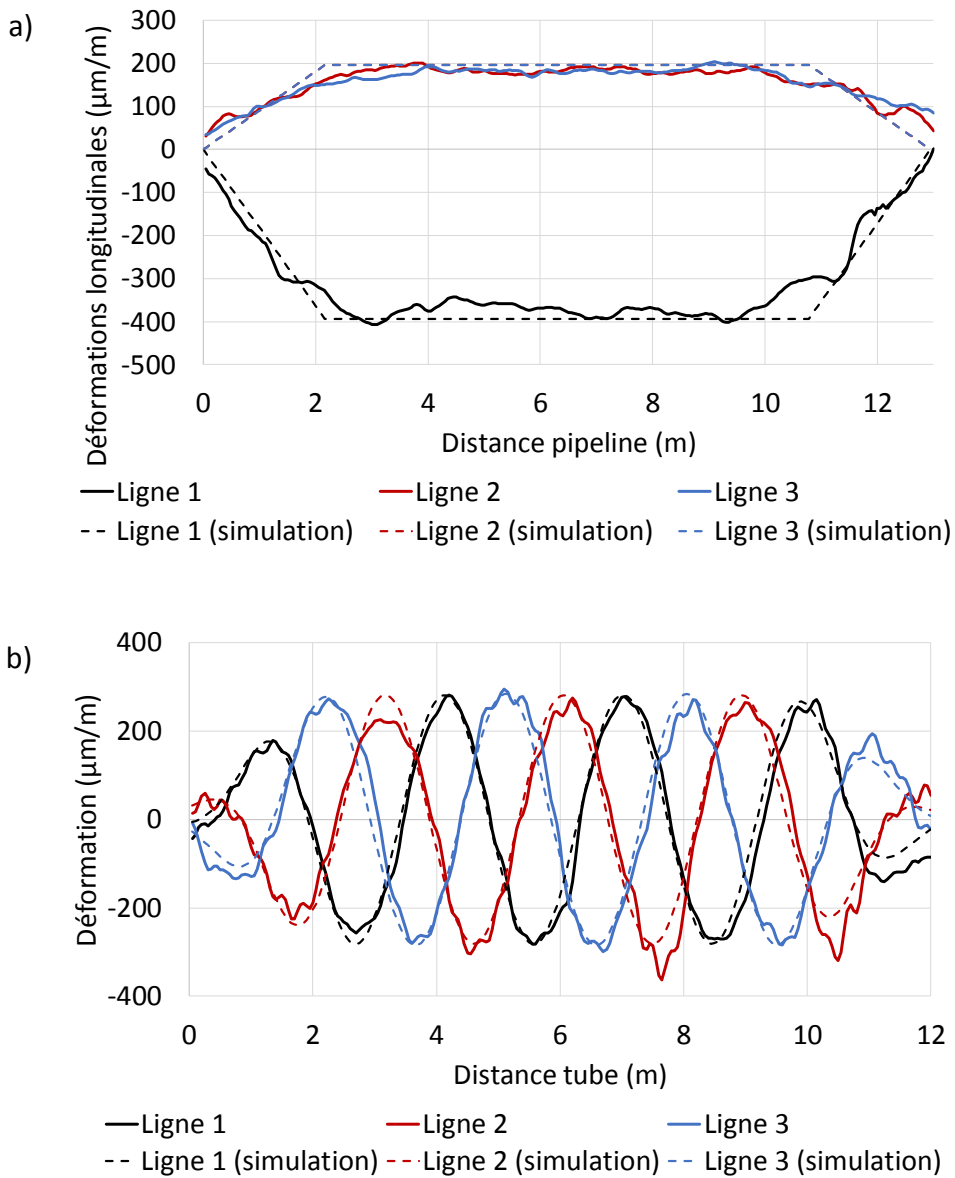 a)
Déformations longitudinales (µm/m)
300
200
100
0
-100
-200
-300
-400
-500
0 2 4 6 8 10 12
Distance pipeline (m)
Ligne 1 Ligne 2 Ligne 3
Ligne 1 (simulation) Ligne 2 (simulation) Ligne 3 (simulation)
b)
Déformation (µm/m)
400
200
0
-200
-400
0 2 4 6 8 10 12
Distance tube (m)
Ligne 1 Ligne 2 Ligne 3
Ligne 1 (simulation) Ligne 2 (simulation) Ligne 3 (simulation)